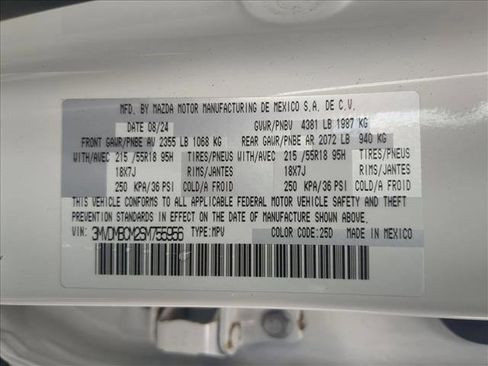 MFD. BY MAZDA MOTOR MANUFACTURING DE MEXICO S.A. DE C.V.
DATE 08/24 GVWR/PNBV 4381 LB 1987 KG
FRONT GAWR/PNBE AV 2355 LB 1068 KG REAR GAWR/PNBE AR 2072 LB 940 KG
WITH/AVEC 215 /55R18 95H TIRES/PNEUS WITH/AVEC 215 /55R18 95H TIRES/PNEUS
18X7J RIMS/JANTES 18X7J RIMS/JANTES
250 KPA/36 PSI COLD/A FROID 250 KPA/36 PSI COLD/A FROID
THIS VEHICLE CONFORMS TO ALL APPLICABLE FEDERAL MOTOR VEHICLE SAFETY AND THEFT
PREVENTION STANDARDS IN EFFECT ON THE DATE OF MANUFACTURE SHOWN ABOVE.
VIN: 3MVDMBCM2SM755956 TYPE:MPV COLOR CODE:25D MADE IN MEXICO